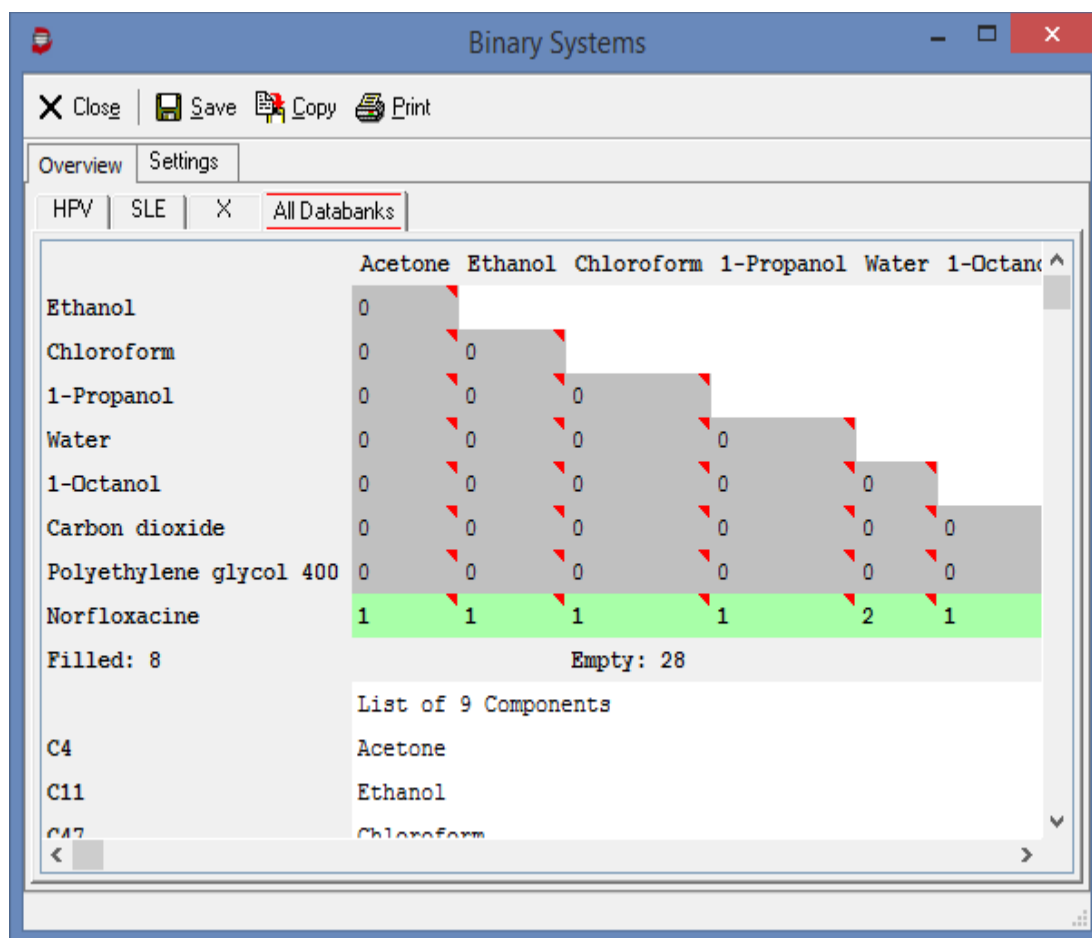 Binary Systems
Close Save Copy Print
Overview Settings
HPV SLE X All Databanks
Acetone Ethanol Chloroform 1-Propanol Water 1-Octano
Ethanol 0
Chloroform 0 0
1-Propanol 0 0 0
Water 0 0 0 0
1-Octanol 0 0 0 0 0
Carbon dioxide 0 0 0 0 0 0
Polyethylene glycol 400 0 0 0 0 0 0
Norfloxacine 1 1 1 1 2 1
Filled: 8 Empty: 28
List of 9 Components
C4 Acetone
C11 Ethanol
C47 Chloroform